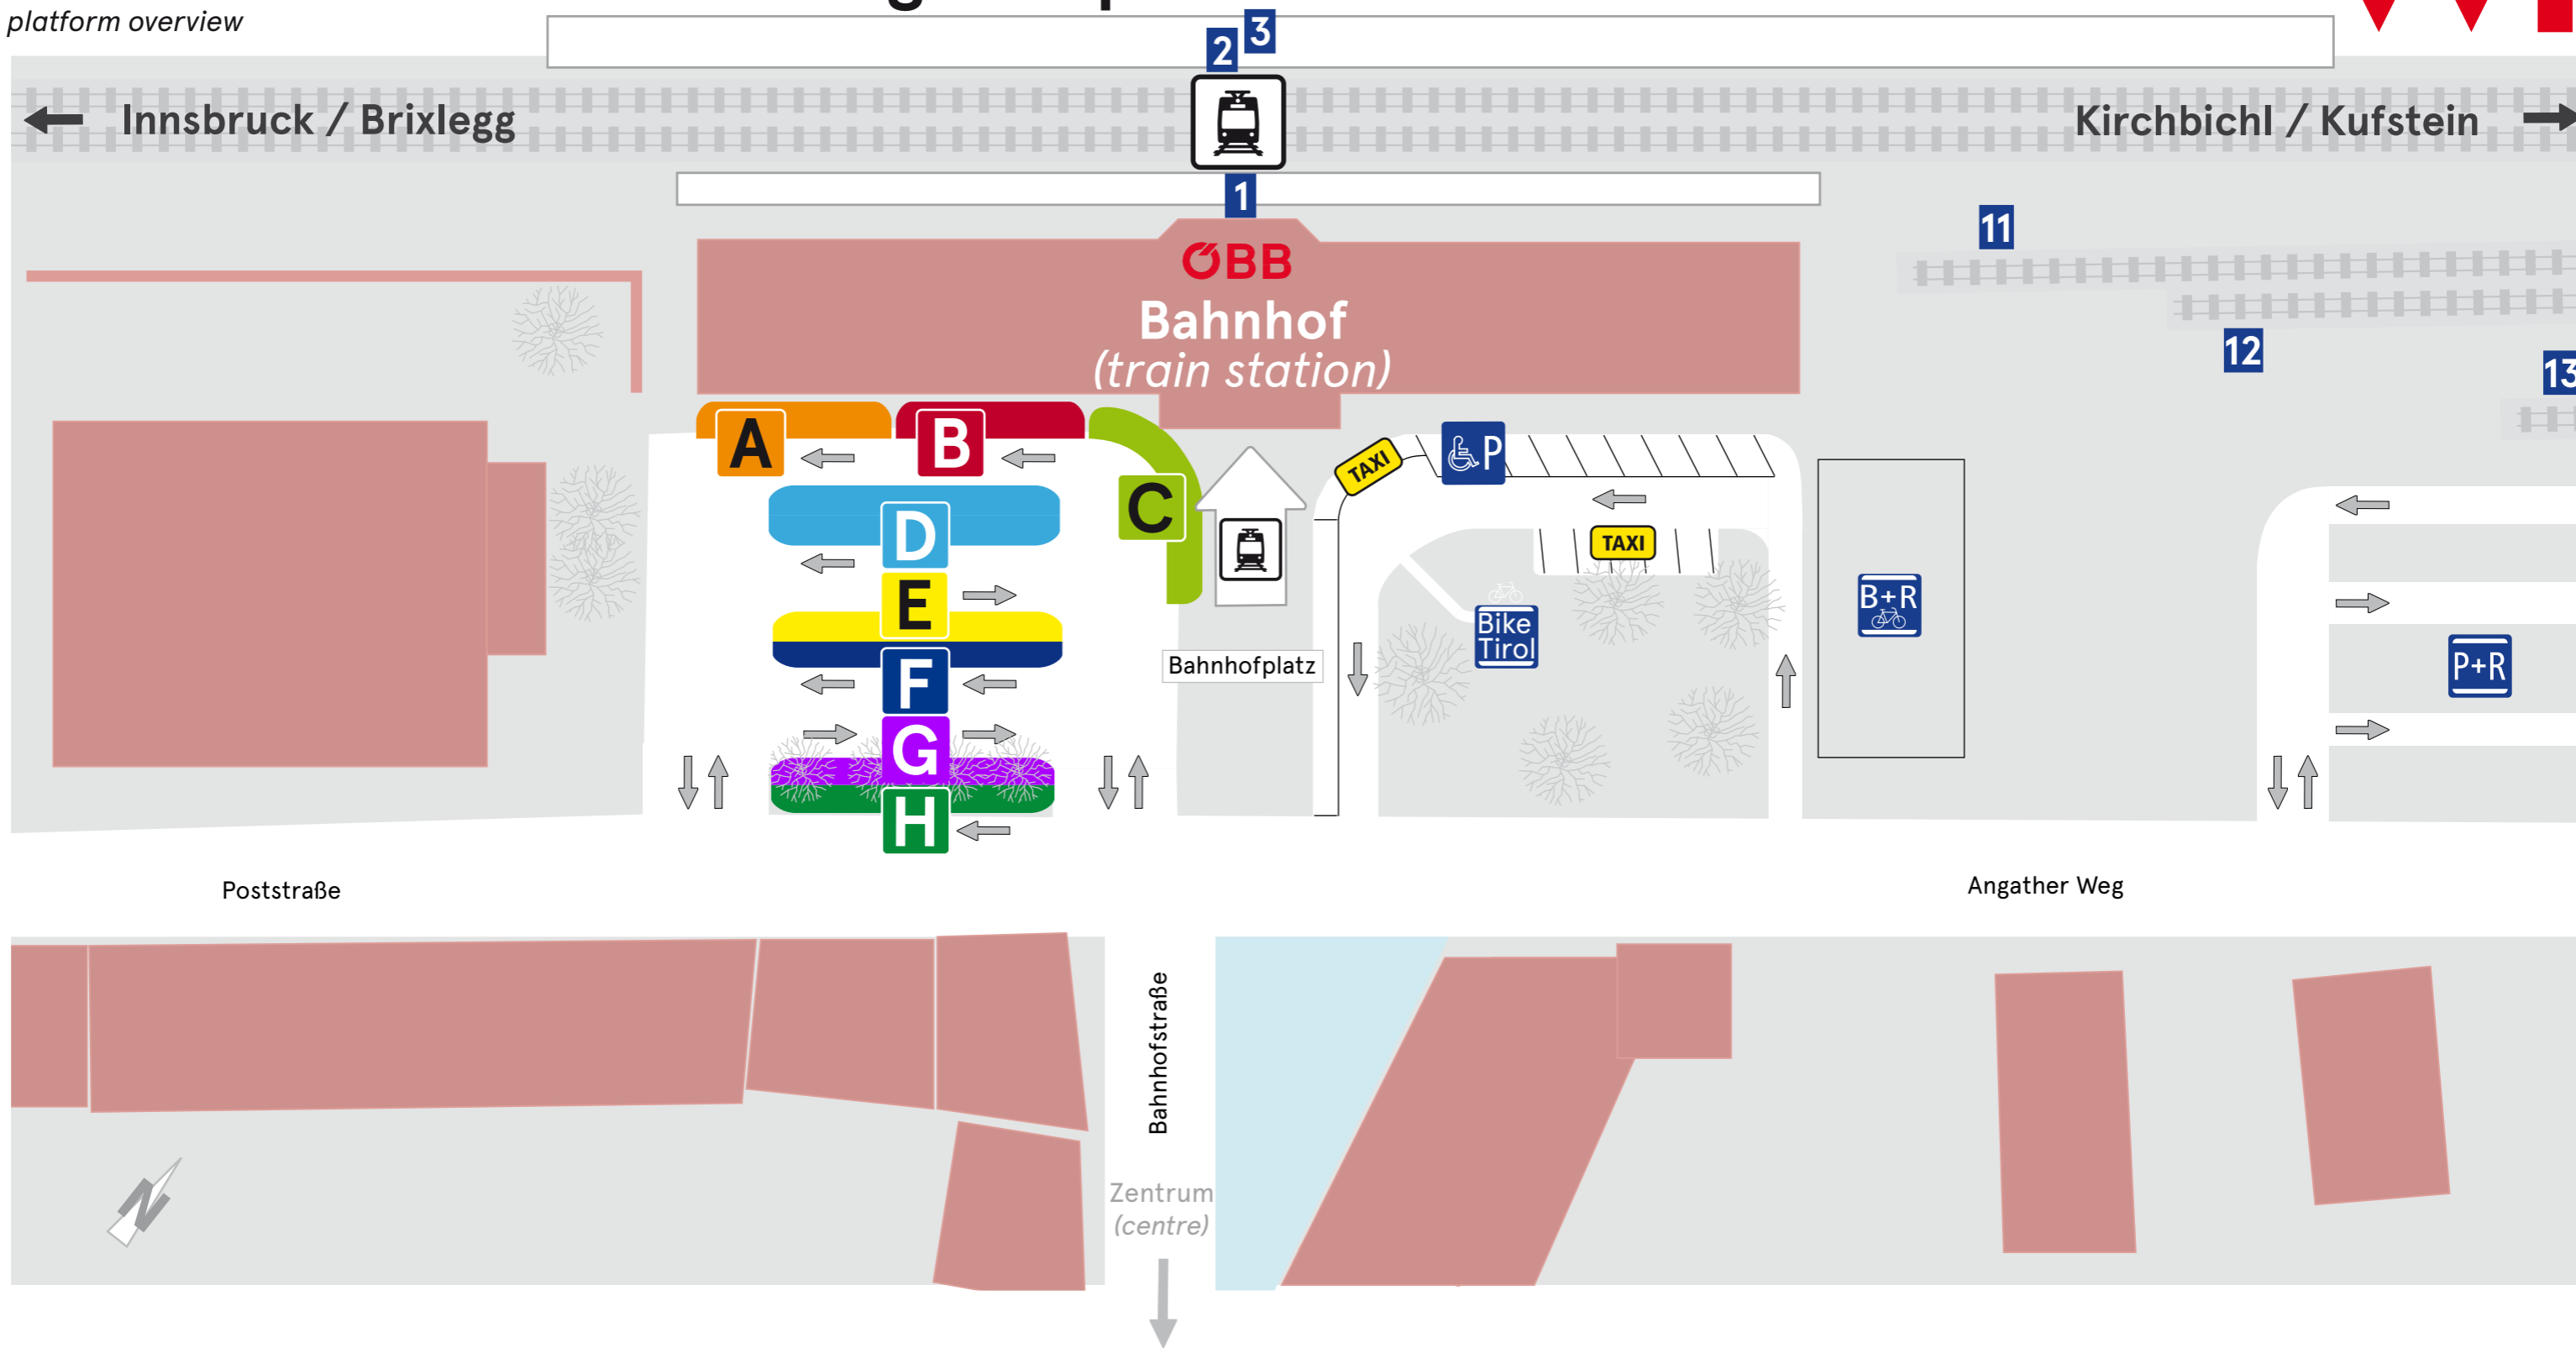 platform overview
3
2
Innsbruck / Brixlegg
Kirchbichl / Kufstein
1
11
ÖBB
Bahnhof
(train station)
12
13
A
B
C
D
E
F
G
H
TAXI
P
TAXI
B+R
Bike
Tirol
P+R
Bahnhofplatz
Poststraße
Angather Weg
Bahnhofstraße
Zentrum
(centre)
N